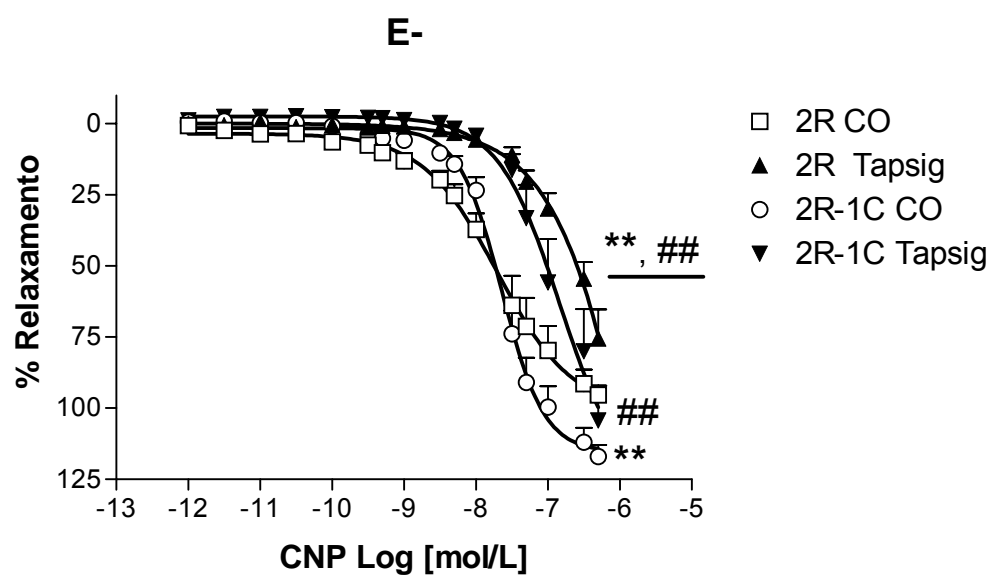 E-
0
25
50
75
100
125
% Relaxamento
-13 -12 -11 -10 -9 -8 -7 -6 -5
CNP Log [mol/L]
**, ##
##
**
2R CO
2R Tapsig
2R-1C CO
2R-1C Tapsig